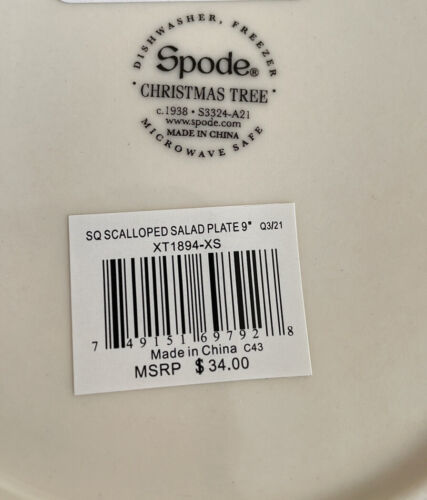 DISHWASHER, FREEZER
Spode®
· CHRISTMAS TREE ·
c.1938 · S3324-A21
www.spode.com
MADE IN CHINA
MICROWAVE SAFE
SQ SCALLOPED SALAD PLATE 9" Q3/21
XT1894-XS
7 49151 69792 8
Made in China C43
MSRP $ 34.00